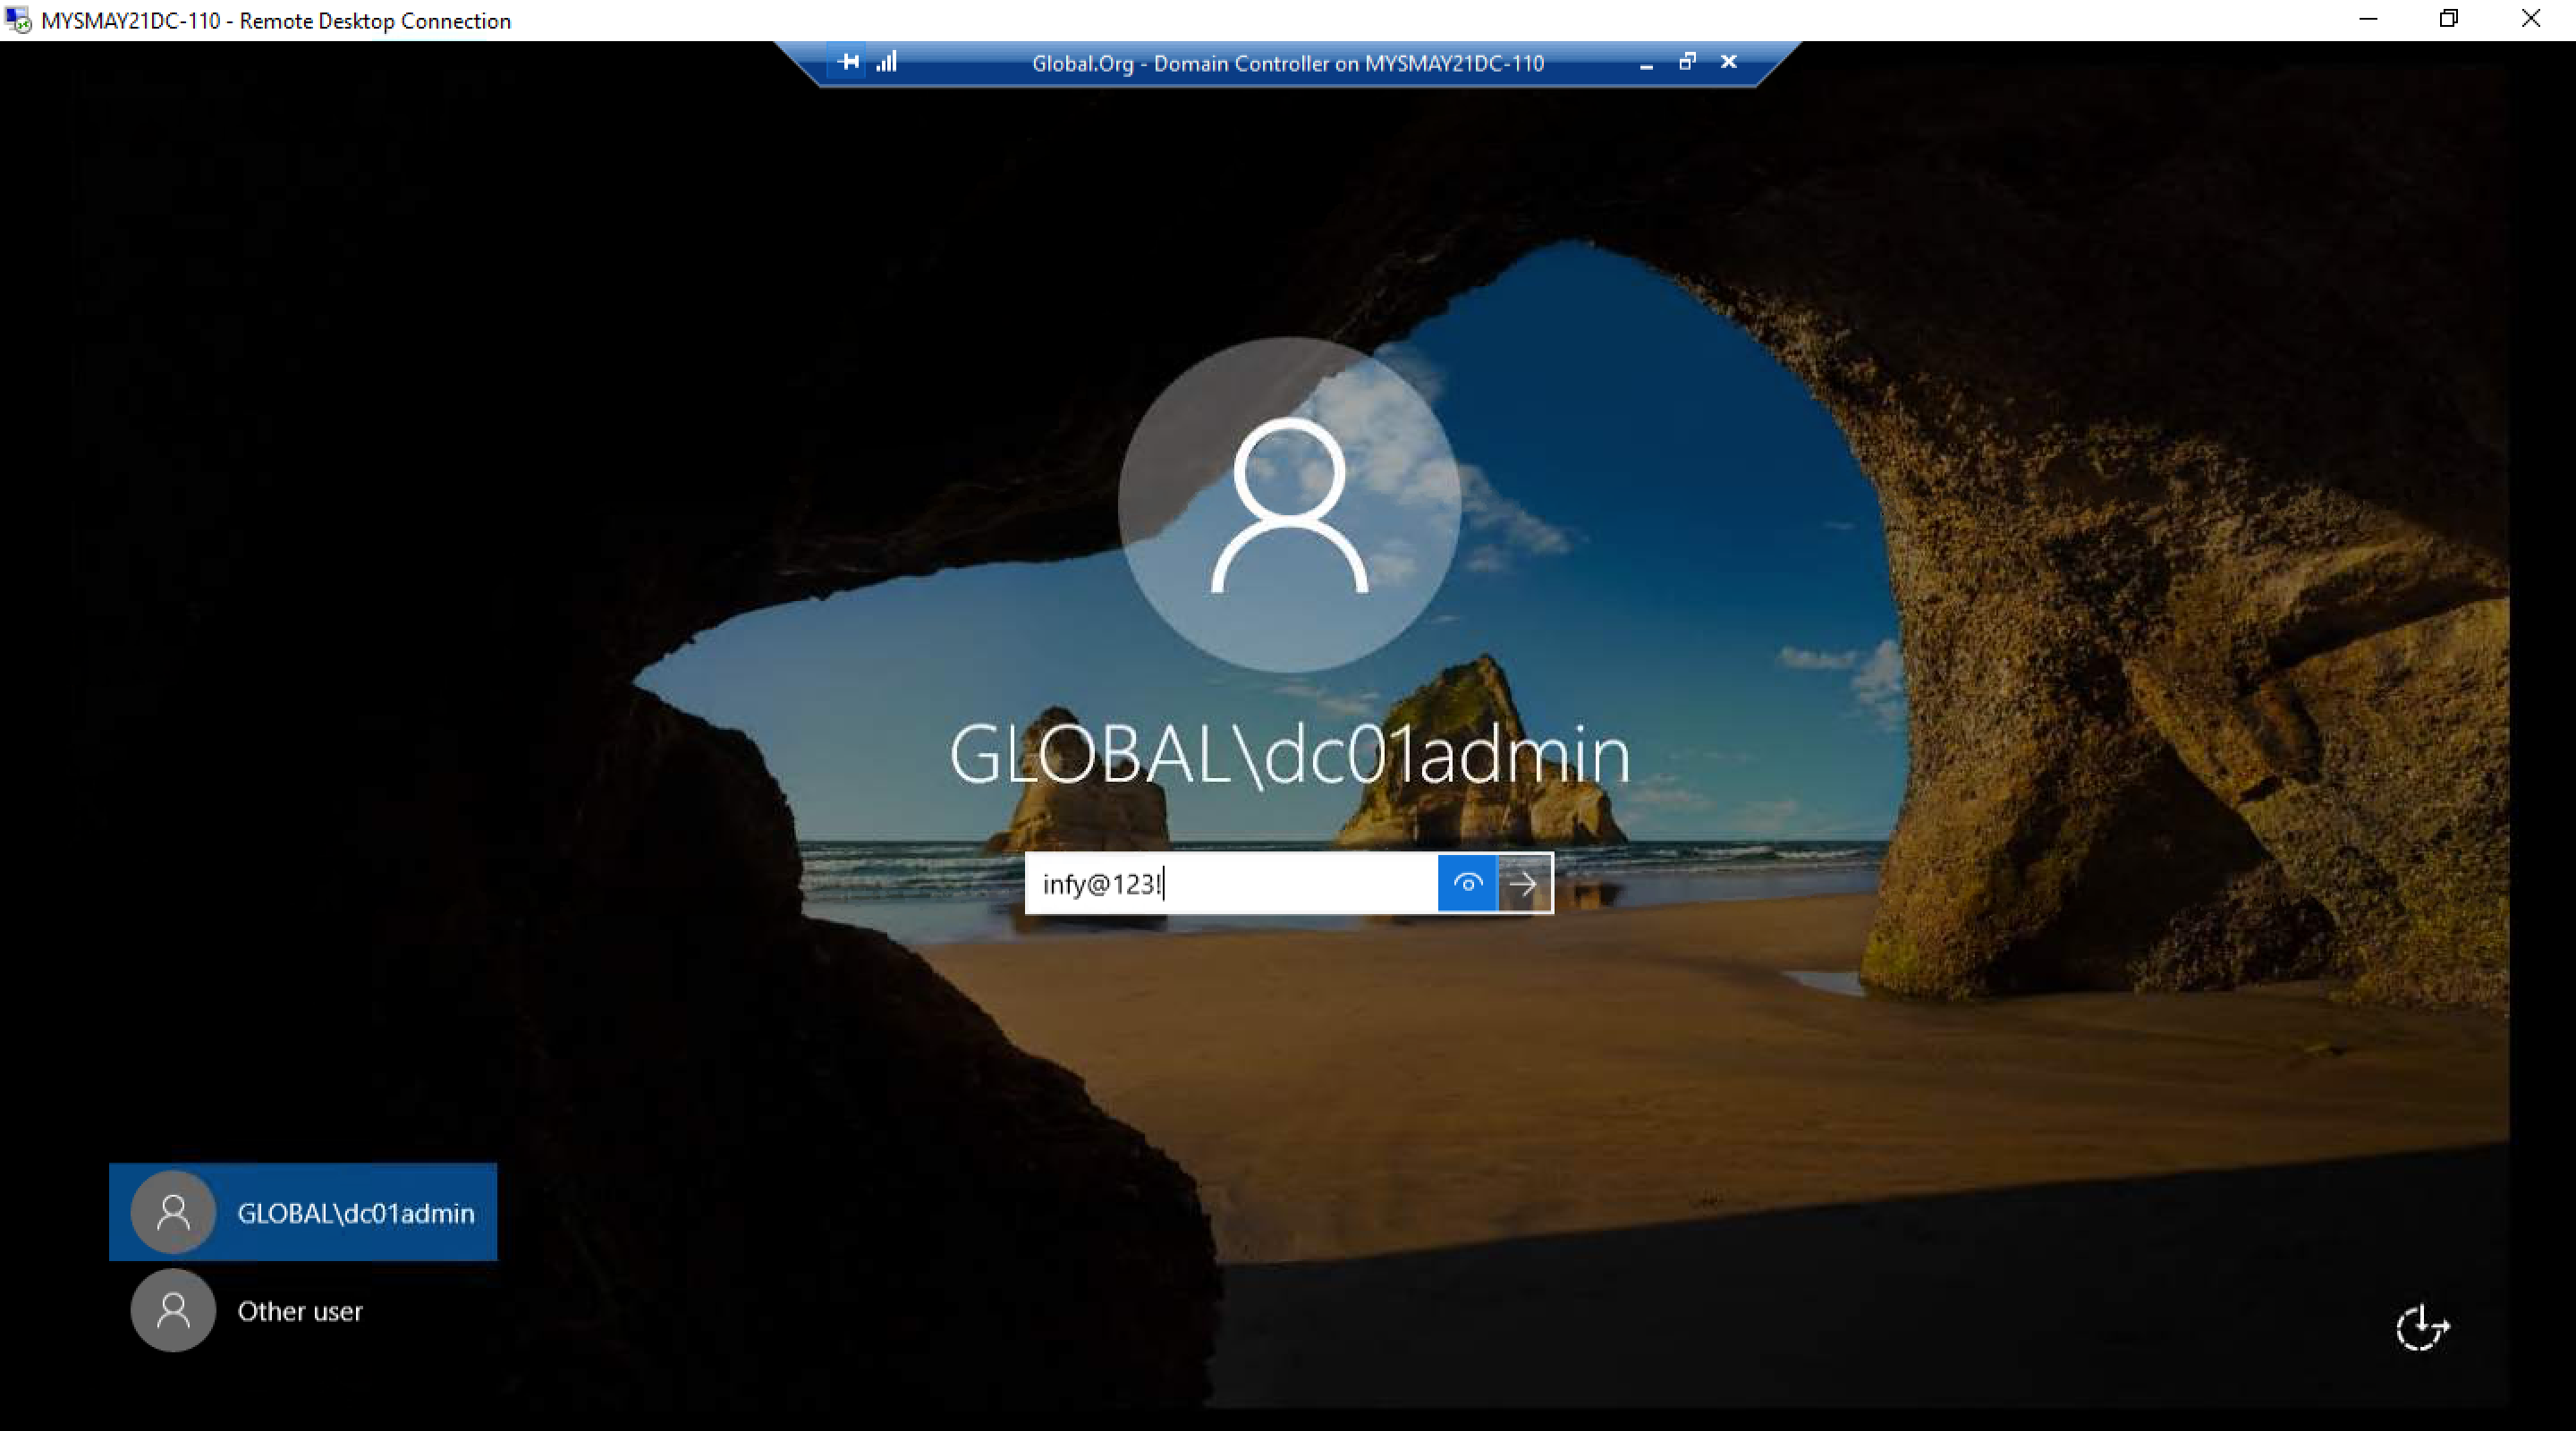 MYSMAY21DC-110 - Remote Desktop Connection
Global.Org - Domain Controller on MYSMAY21DC-110
GLOBAL\dc01admin
infy@123!
GLOBAL\dc01admin
Other user